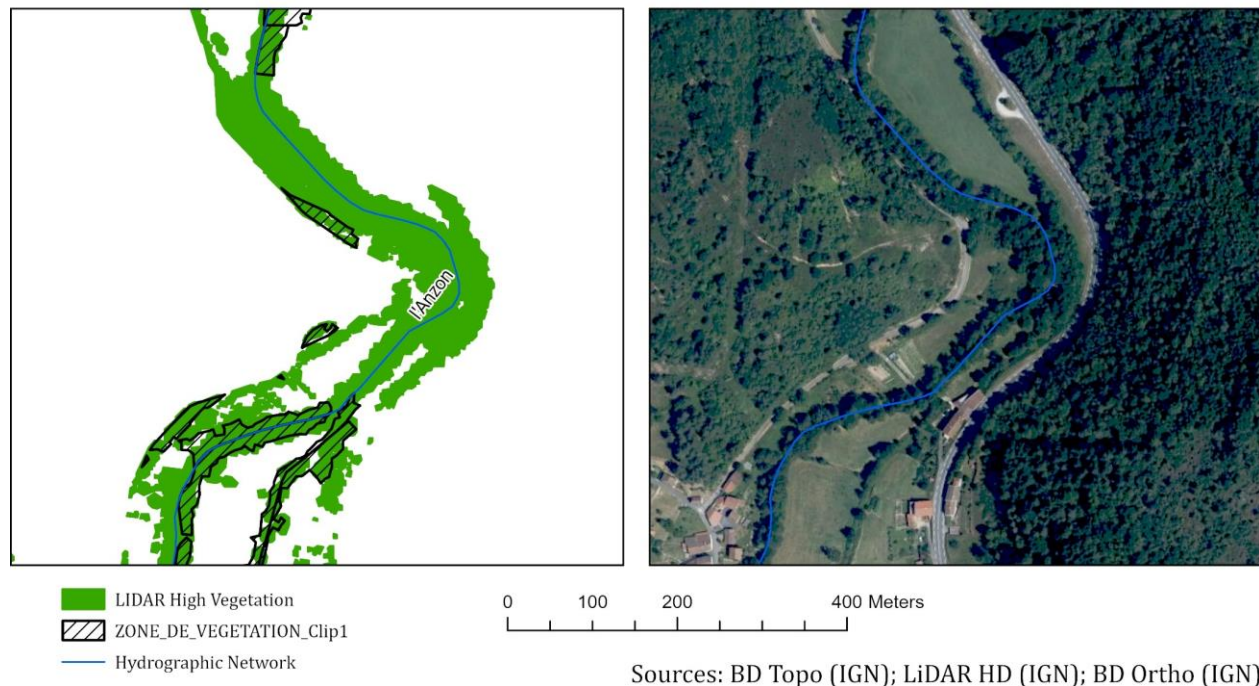 l'Anzon
LIDAR High Vegetation
ZONE_DE_VEGETATION_Clip1
Hydrographic Network
0 100 200 400 Meters
Sources: BD Topo (IGN); LiDAR HD (IGN); BD Ortho (IGN)